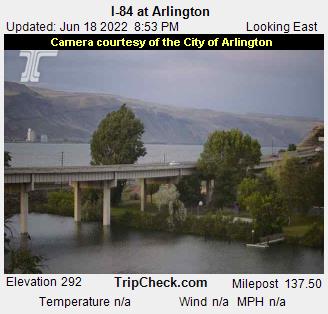 I-84 at Arlington
Updated: Jun 18 2022 8:53 PM Looking East
Camera courtesy of the City of Arlington
Elevation 292 TripCheck.com Milepost 137.50
Temperature n/a Wind n/a MPH n/a